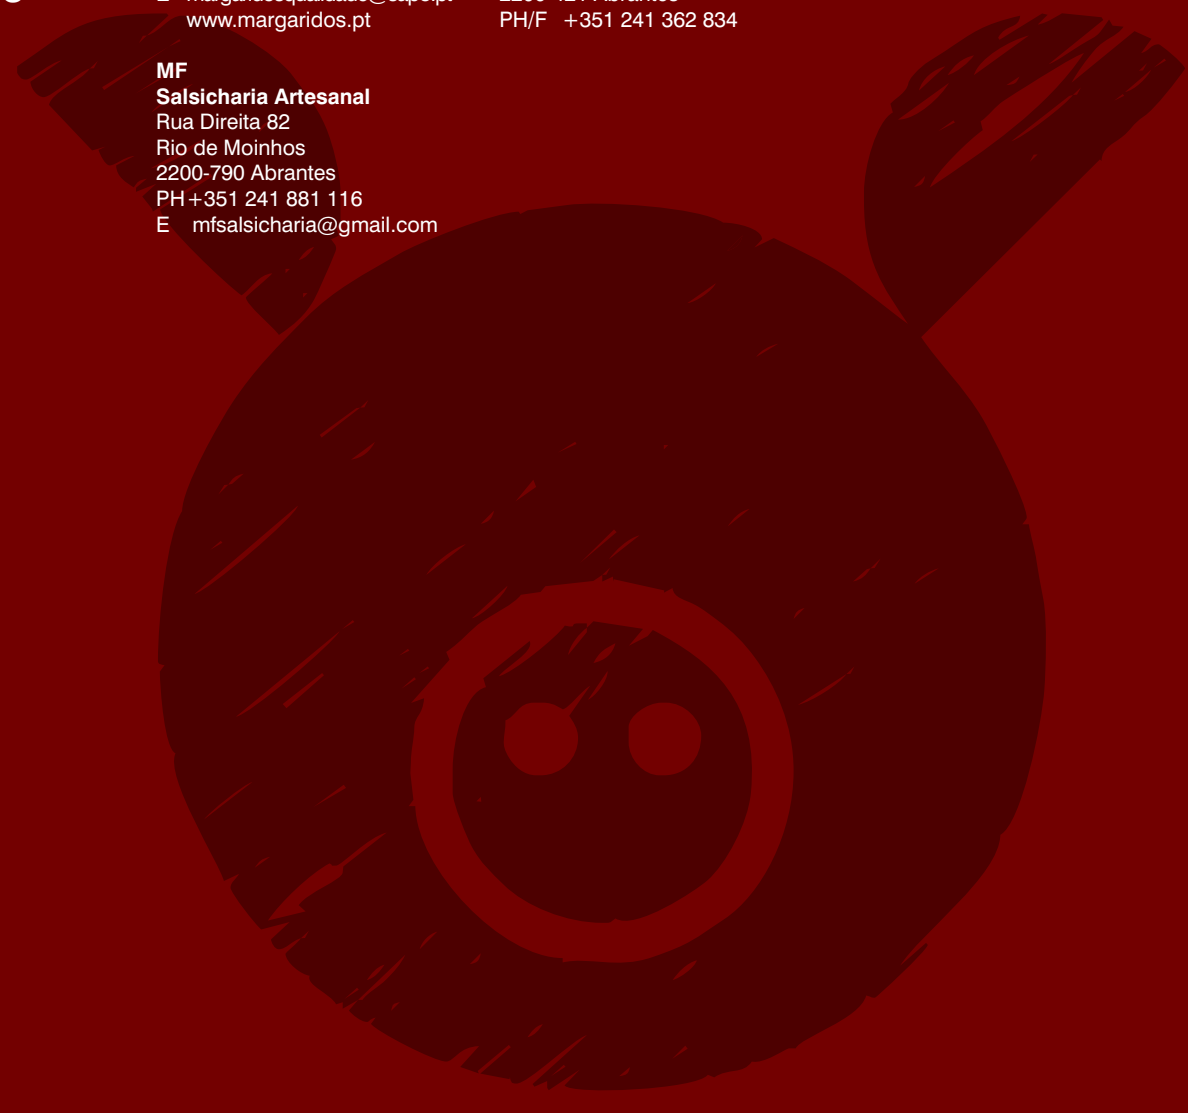 www.margaridos.pt
PH/F +351 241 362 834
MF
Salsicharia Artesanal
Rua Direita 82
Rio de Moinhos
2200-790 Abrantes
PH+351 241 881 116
E mfsalsicharia@gmail.com